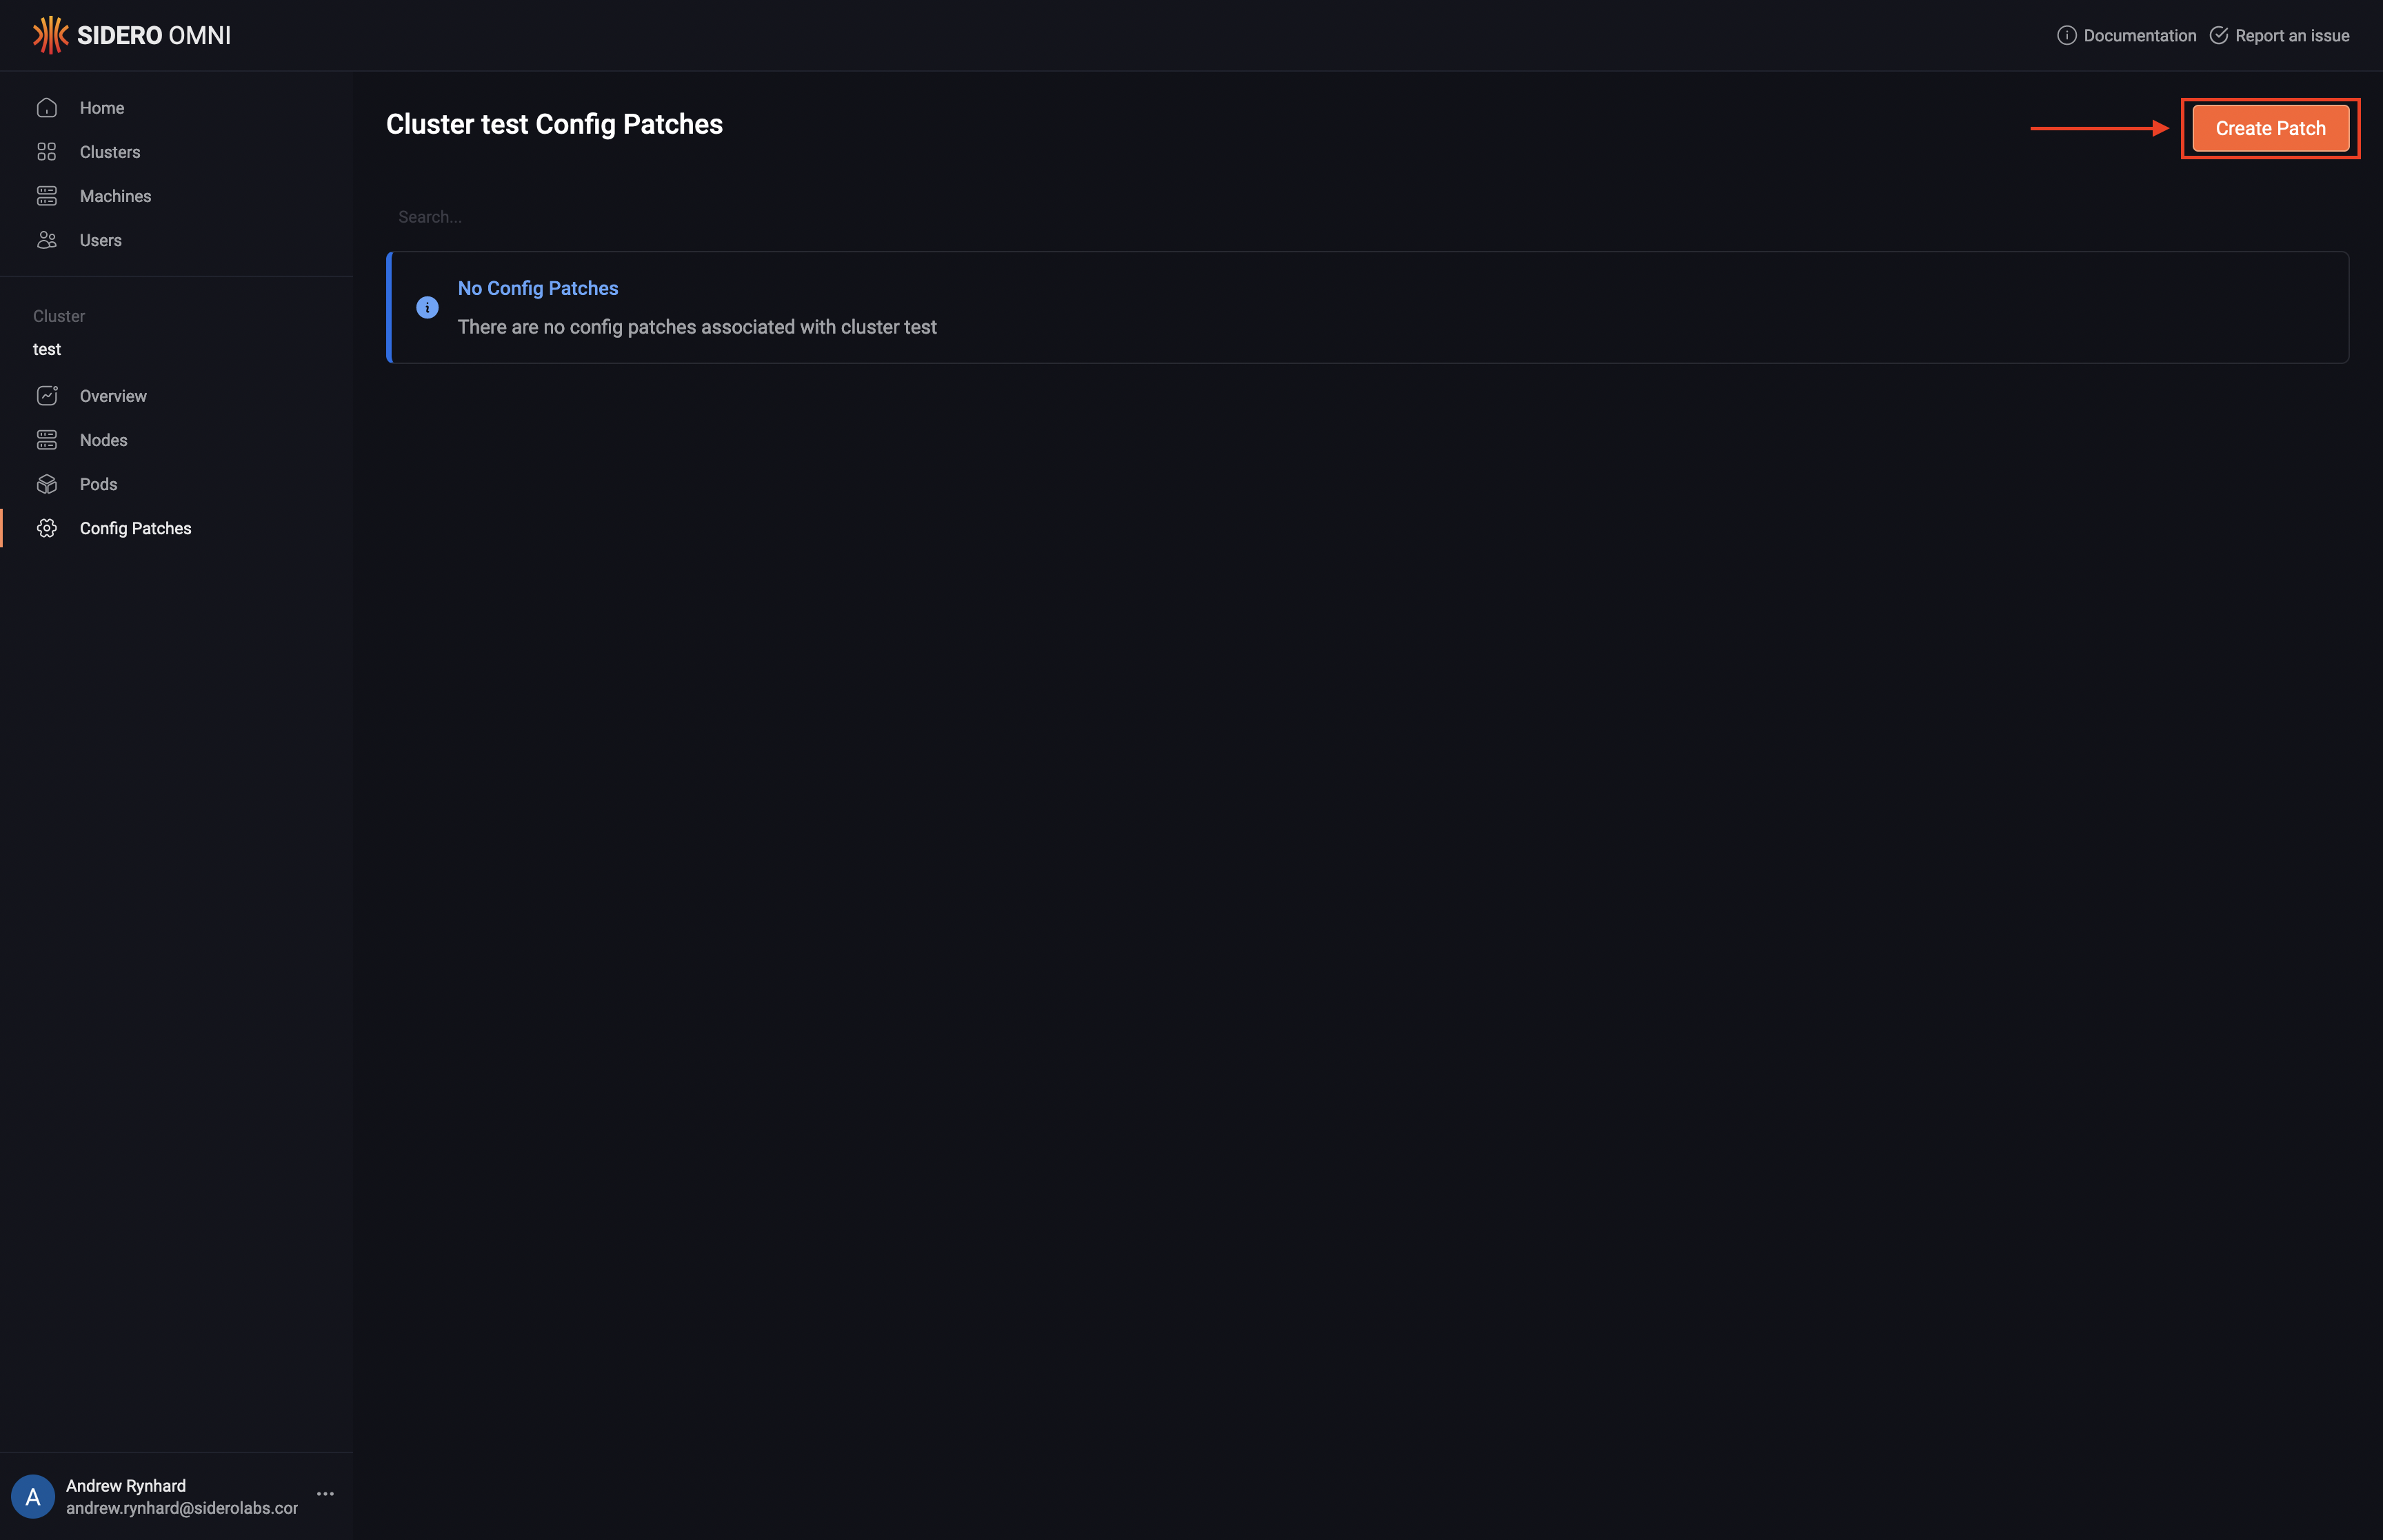 SIDERO OMNI
Documentation
Report an issue
Home
Clusters
Machines
Users
Cluster
test
Overview
Nodes
Pods
Config Patches
Cluster test Config Patches
Create Patch
Search...
No Config Patches
There are no config patches associated with cluster test
A
Andrew Rynhard
andrew.rynhard@siderolabs.cor